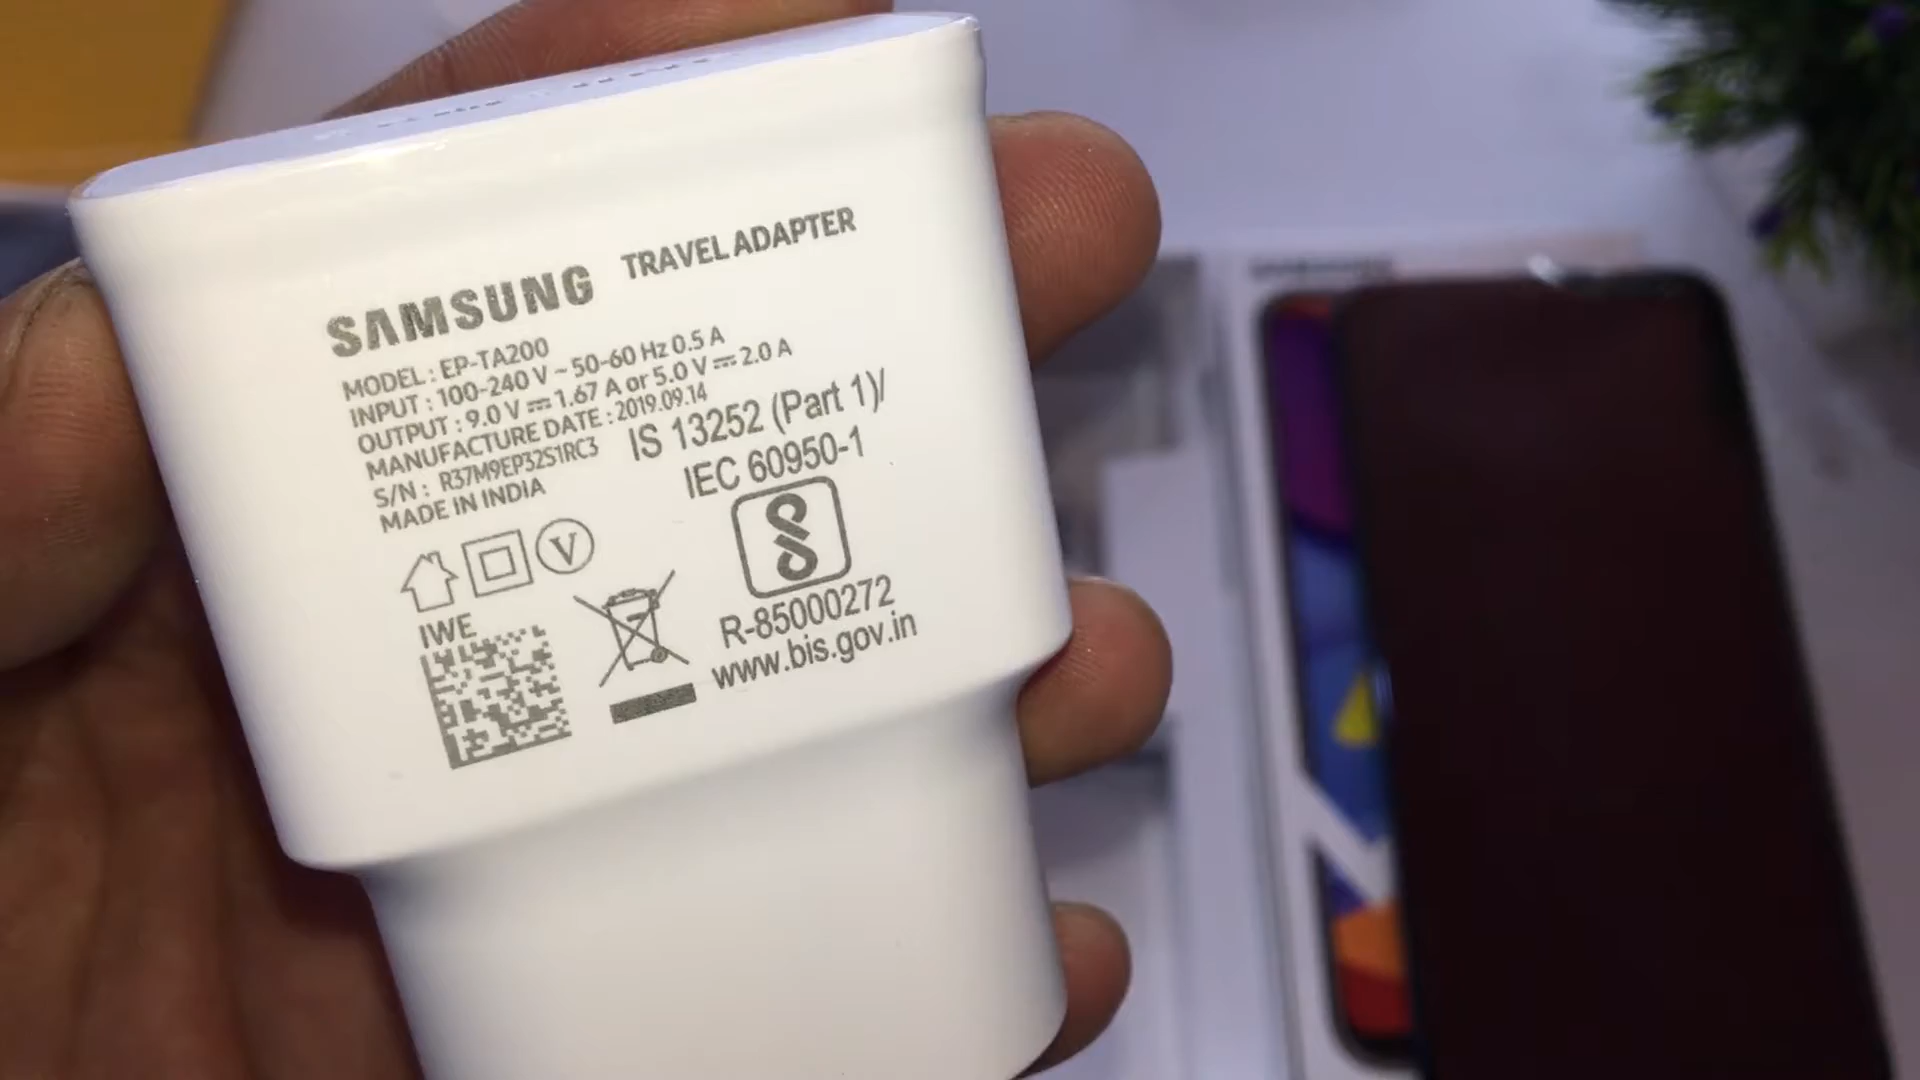 SAMSUNG TRAVEL ADAPTER
MODEL : EP-TA200
INPUT : 100-240 V ~ 50-60 Hz 0.5 A
OUTPUT : 9.0 V ⎓ 1.67 A or 5.0 V ⎓ 2.0 A
MANUFACTURE DATE : 2019.09.14
S/N : R37M9EP32S1RC3
MADE IN INDIA
IS 13252 (Part 1)/
IEC 60950-1
V
IWE
R-85000272
www.bis.gov.in